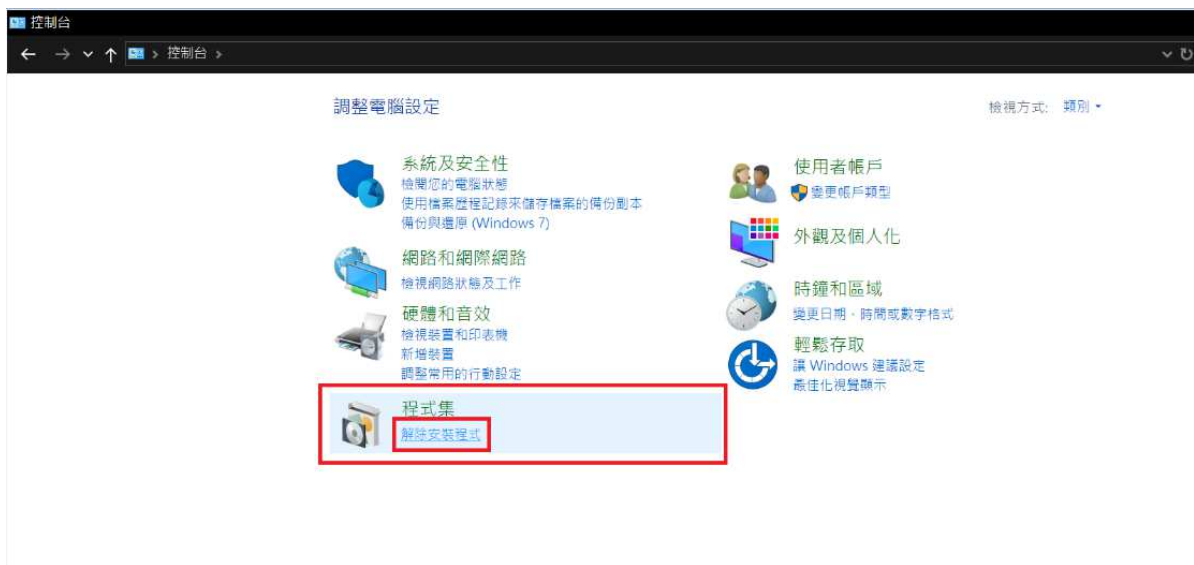 控制台
控制台
調整電腦設定
檢視方式: 類別
系統及安全性
檢閱您的電腦狀態
使用檔案歷程記錄來儲存檔案的備份副本
備份與還原 (Windows 7)
網路和網際網路
檢視網路狀態及工作
硬體和音效
檢視裝置和印表機
新增裝置
調整常用的行動設定
程式集
解除安裝程式
使用者帳戶
變更帳戶類型
外觀及個人化
時鐘和區域
變更日期、時間或數字格式
輕鬆存取
讓 Windows 建議設定
最佳化視覺顯示